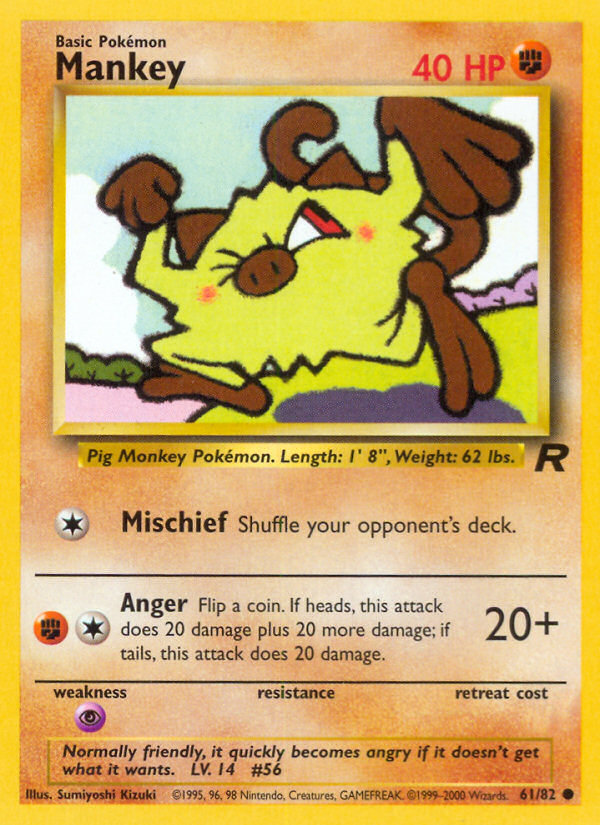 Basic Pokémon
Mankey
40 HP
Pig Monkey Pokémon. Length: 1' 8", Weight: 62 lbs.
R
Mischief Shuffle your opponent's deck.
Anger Flip a coin. If heads, this attack
does 20 damage plus 20 more damage; if
tails, this attack does 20 damage.
20+
weakness resistance retreat cost
Normally friendly, it quickly becomes angry if it doesn't get
what it wants. LV. 14 #56
Illus. Sumiyoshi Kizuki ©1995, 96, 98 Nintendo, Creatures, GAMEFREAK. ©1999-2000 Wizards. 61/82